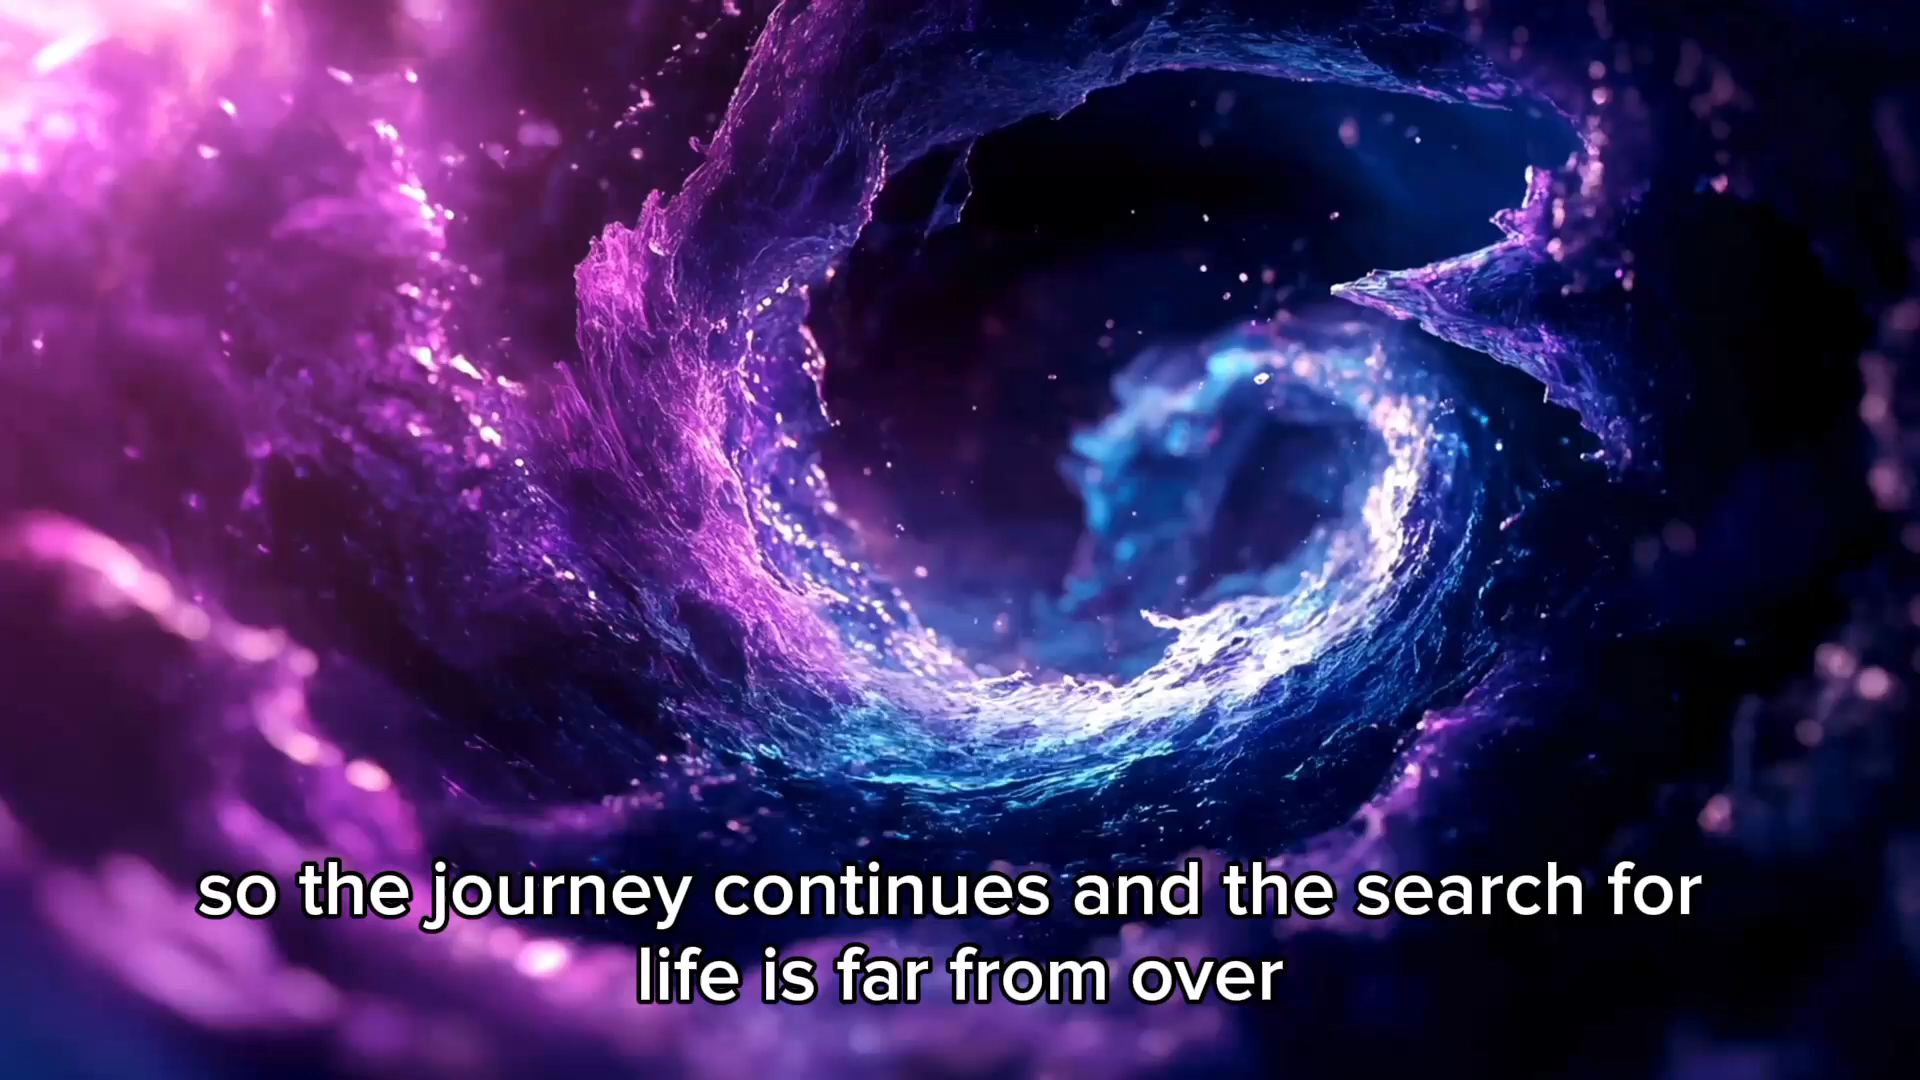 so the journey continues and the search for
life is far from over